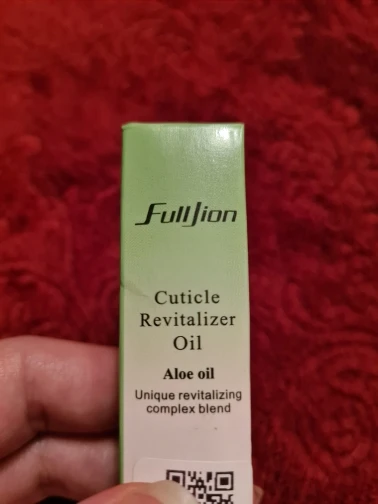 FullJion
Cuticle
Revitalizer
Oil
Aloe oil
Unique revitalizing
complex blend